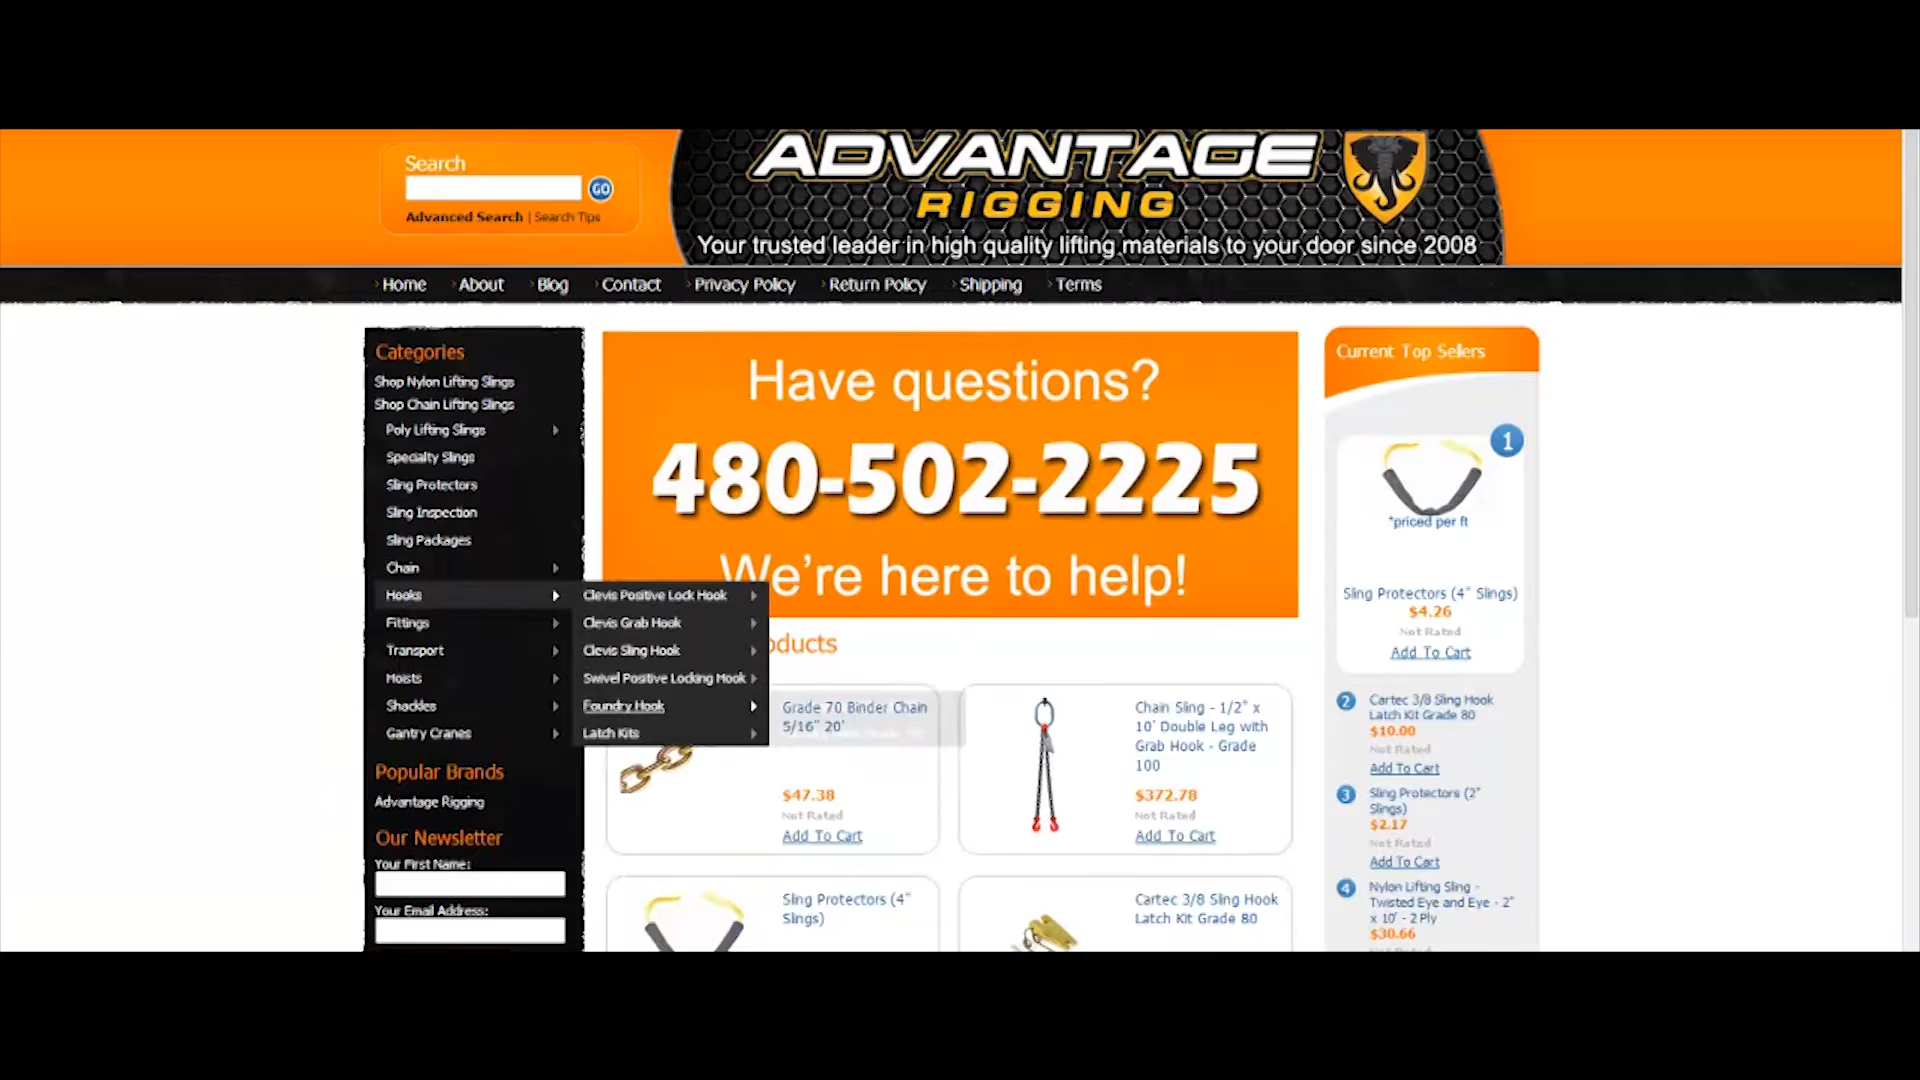 Search
GO
Advanced Search | Search Tips
ADVANTAGE
RIGGING
Your trusted leader in high quality lifting materials to your door since 2008
Home
About
Blog
Contact
Privacy Policy
Return Policy
Shipping
Terms
Categories
Shop Nylon Lifting Slings
Shop Chain Lifting Slings
Poly Lifting Slings
Specialty Slings
Sling Protectors
Sling Inspection
Sling Packages
Chain
Hooks
Fittings
Transport
Hoists
Shackles
Gantry Cranes
Popular Brands
Advantage Rigging
Our Newsletter
Your First Name:
Your Email Address:
Clevis Positive Lock Hook
Clevis Grab Hook
Clevis Sling Hook
Swivel Positive Locking Hook
Foundry Hook
Latch Kits
Have questions?
480-502-2225
We're here to help!
oducts
Grade 70 Binder Chain
5/16" 20'
$47.38
Not Rated
Add To Cart
Chain Sling - 1/2" x
10' Double Leg with
Grab Hook - Grade
100
$372.78
Not Rated
Add To Cart
Sling Protectors (4"
Slings)
Cartec 3/8 Sling Hook
Latch Kit Grade 80
Current Top Sellers
1
*priced per ft
Sling Protectors (4" Slings)
$4.26
Not Rated
Add To Cart
2
Cartec 3/8 Sling Hook
Latch Kit Grade 80
$10.00
Not Rated
Add To Cart
3
Sling Protectors (2"
Slings)
$2.17
Not Rated
Add To Cart
4
Nylon Lifting Sling -
Twisted Eye and Eye - 2"
x 10' - 2 Ply
$30.66